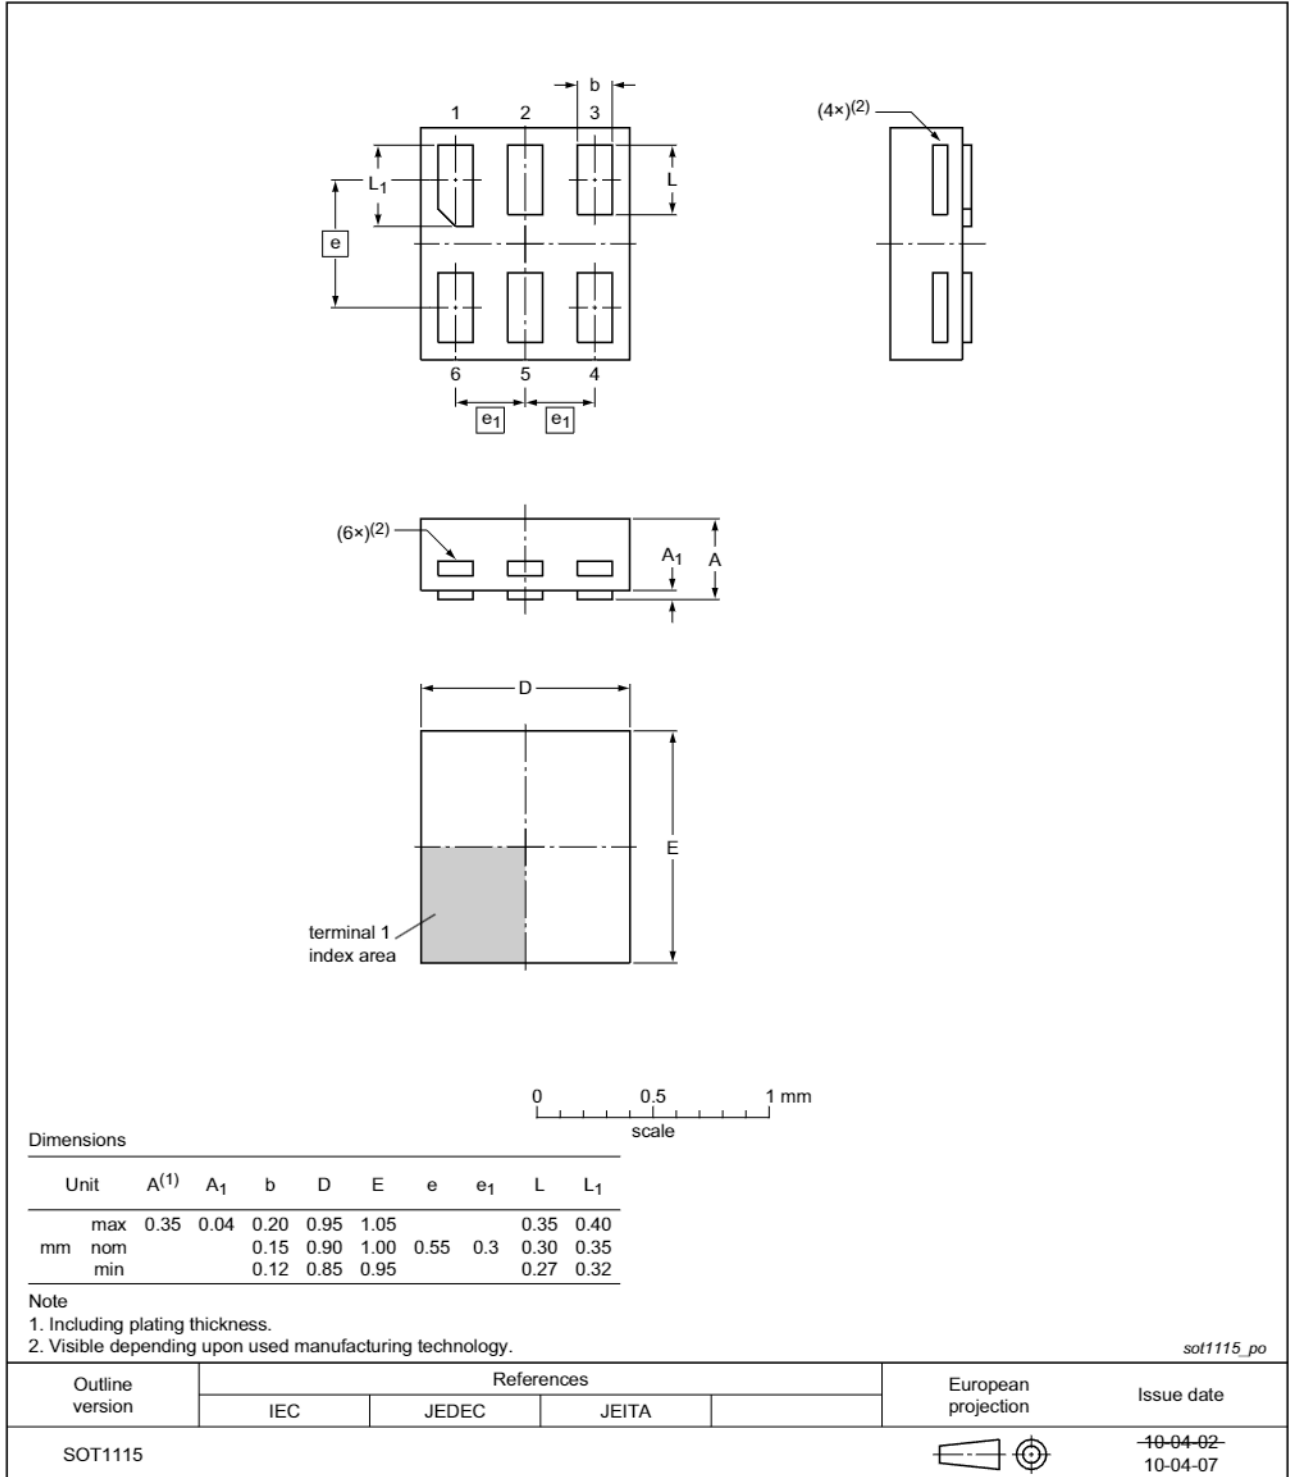 b
1 2 3
(4×)(2)
L1
L
e
6 5 4
e1 e1
(6×)(2)
A1 A
D
E
terminal 1
index area
0 0.5 1 mm
scale
Dimensions
Unit A(1) A1 b D E e e1 L L1
max 0.35 0.04 0.20 0.95 1.05 0.35 0.40
mm nom 0.15 0.90 1.00 0.55 0.3 0.30 0.35
min 0.12 0.85 0.95 0.27 0.32
Note
1. Including plating thickness.
2. Visible depending upon used manufacturing technology.
sot1115_po
Outline
version
References
IEC JEDEC JEITA
European
projection
Issue date
SOT1115
10-04-02
10-04-07